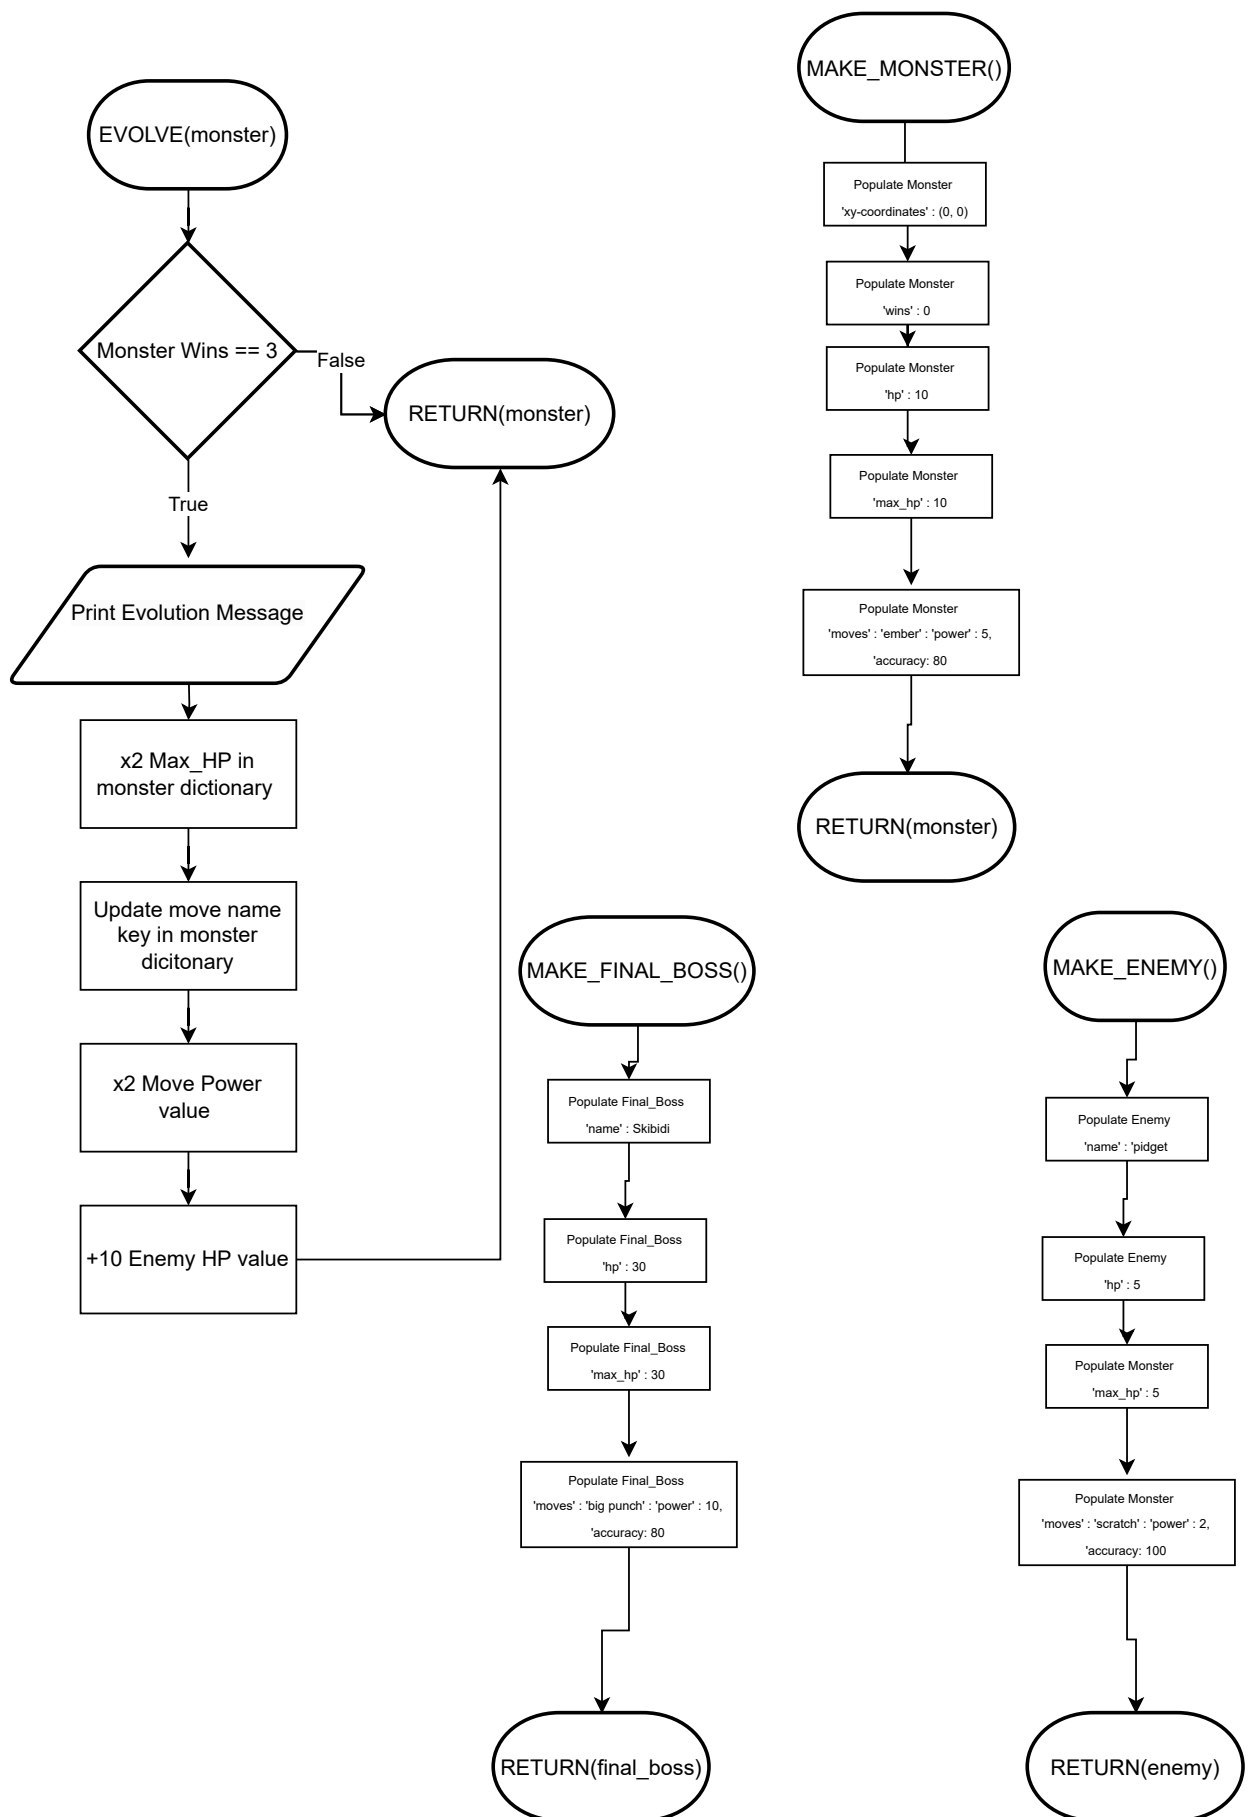 EVOLVE(monster)
Monster Wins == 3
False
RETURN(monster)
True
Print Evolution Message
x2 Max_HP in
monster dictionary
Update move name
key in monster
dicitonary
x2 Move Power
value
+10 Enemy HP value
MAKE_MONSTER()
Populate Monster
'xy-coordinates' : (0, 0)
Populate Monster
'wins' : 0
Populate Monster
'hp' : 10
Populate Monster
'max_hp' : 10
Populate Monster
'moves' : 'ember' : 'power' : 5,
'accuracy: 80
RETURN(monster)
MAKE_FINAL_BOSS()
Populate Final_Boss
'name' : Skibidi
Populate Final_Boss
'hp' : 30
Populate Final_Boss
'max_hp' : 30
Populate Final_Boss
'moves' : 'big punch' : 'power' : 10,
'accuracy: 80
RETURN(final_boss)
MAKE_ENEMY()
Populate Enemy
'name' : 'pidget
Populate Enemy
'hp' : 5
Populate Monster
'max_hp' : 5
Populate Monster
'moves' : 'scratch' : 'power' : 2,
'accuracy: 100
RETURN(enemy)